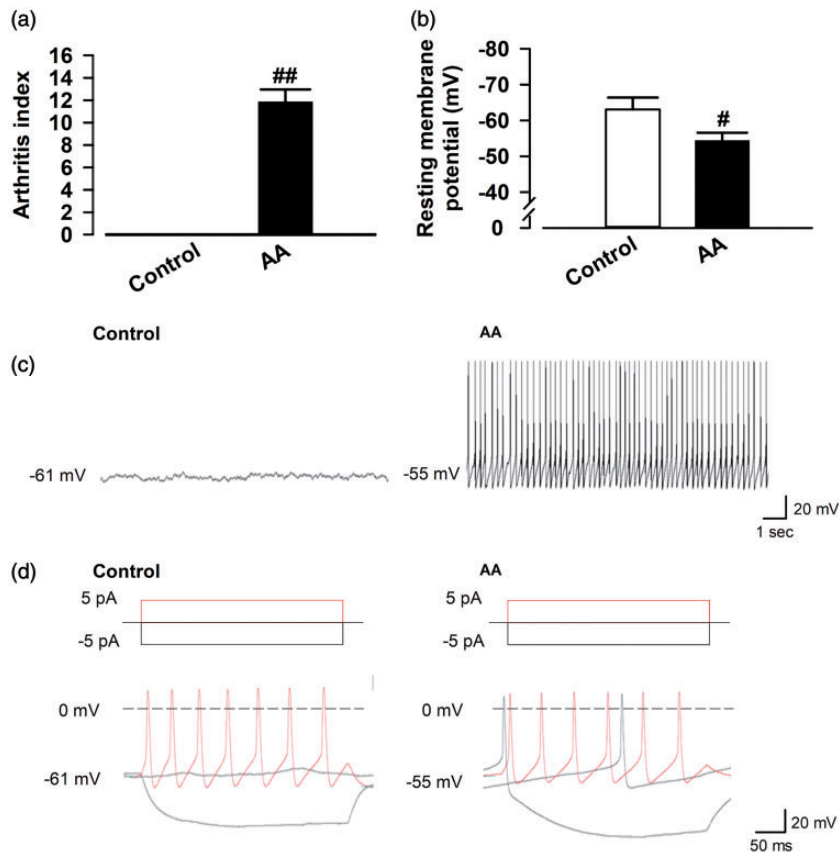 (a)
Arthritis index
16
14
12
10
8
6
4
2
0
##
Control
AA
(b)
Resting membrane
potential (mV)
-80
-70
-60
-50
-40
0
#
Control
AA
(c)
Control
-61 mV
AA
-55 mV
20 mV
1 sec
(d)
Control
5 pA
-5 pA
0 mV
-61 mV
AA
5 pA
-5 pA
0 mV
-55 mV
20 mV
50 ms